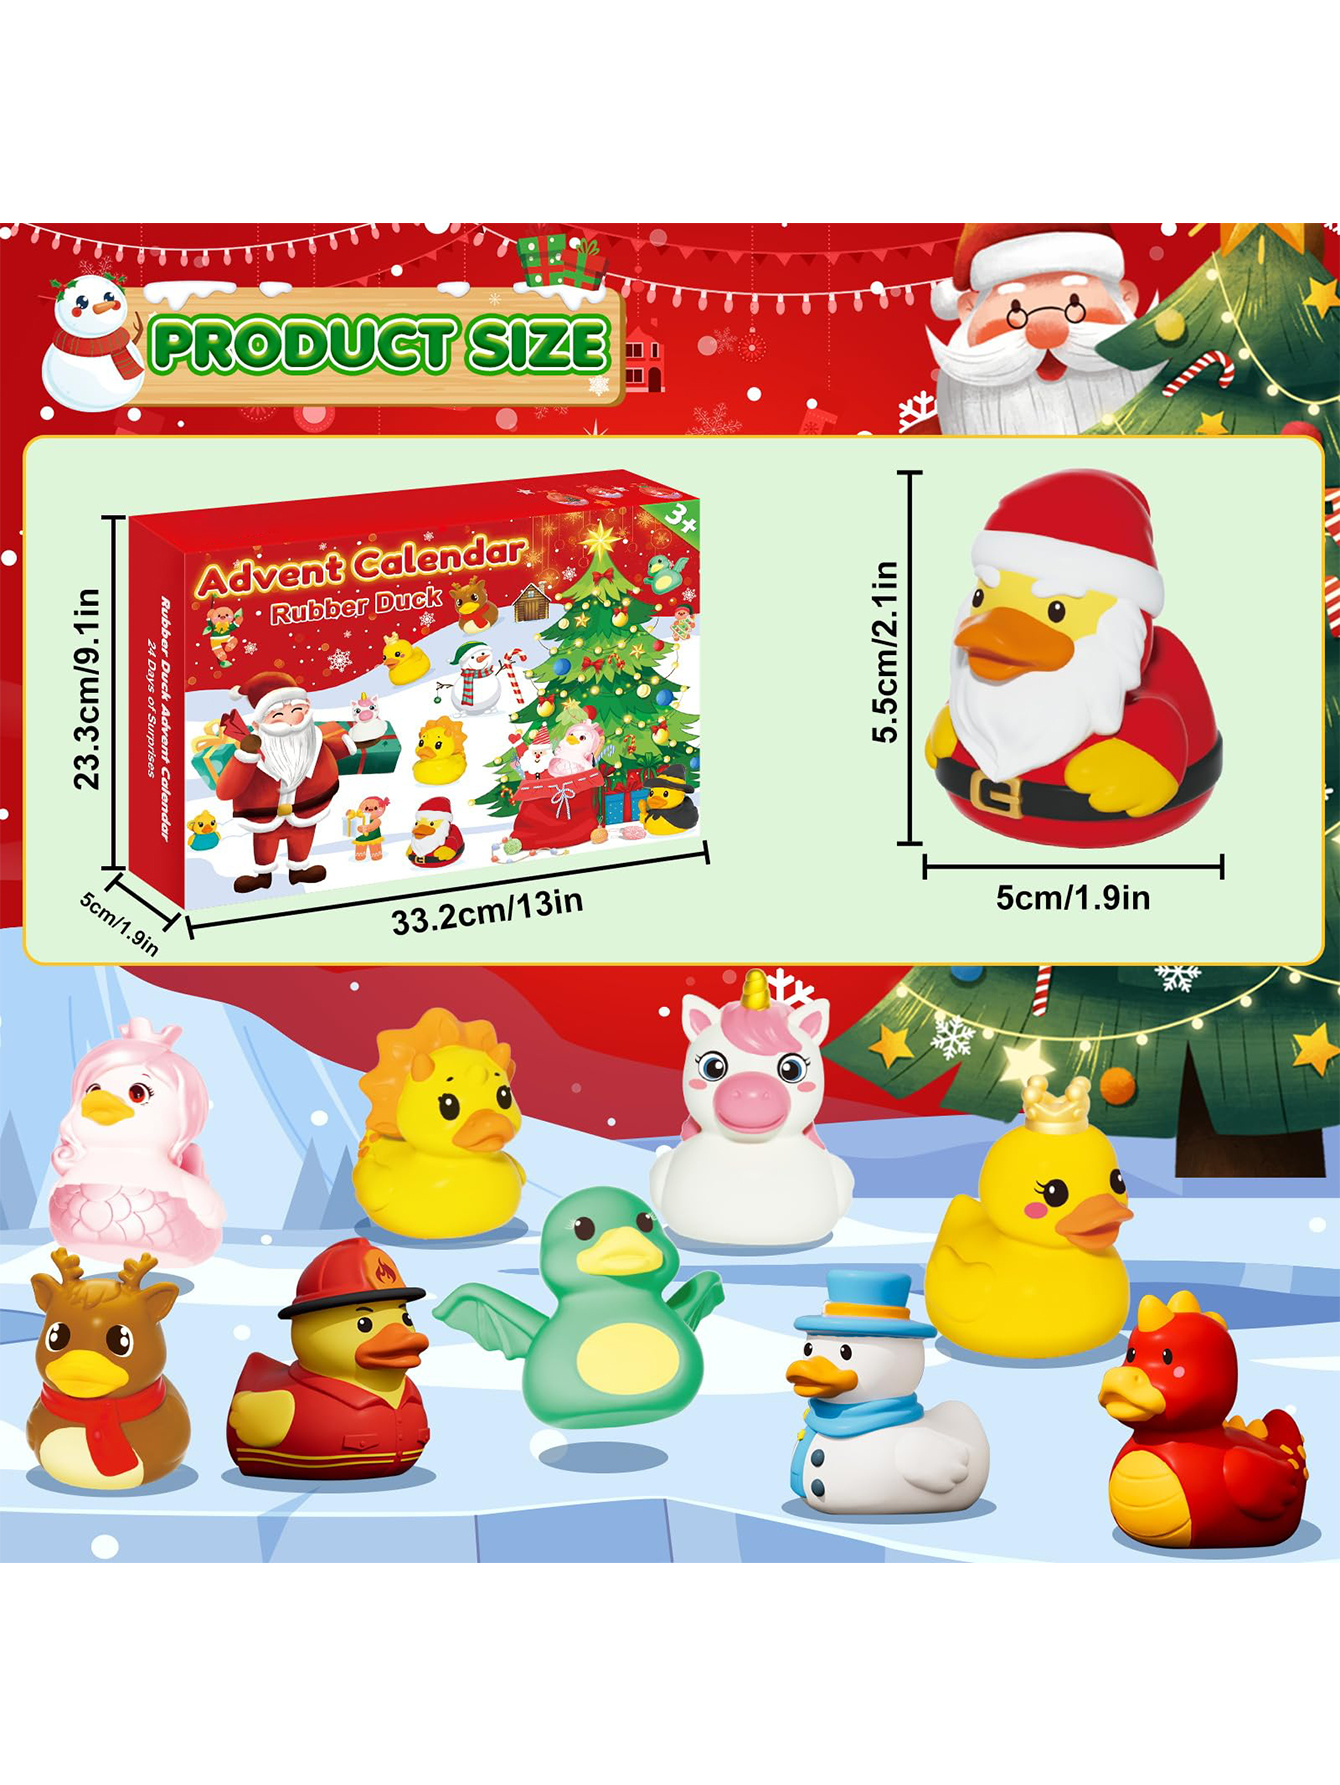 PRODUCT SIZE
3+
Advent Calendar
Rubber Duck
Rubber Duck Advent Calendar
24 Days of Surprises
23.3cm/9.1in
5cm/1.9in
33.2cm/13in
5.5cm/2.1in
5cm/1.9in